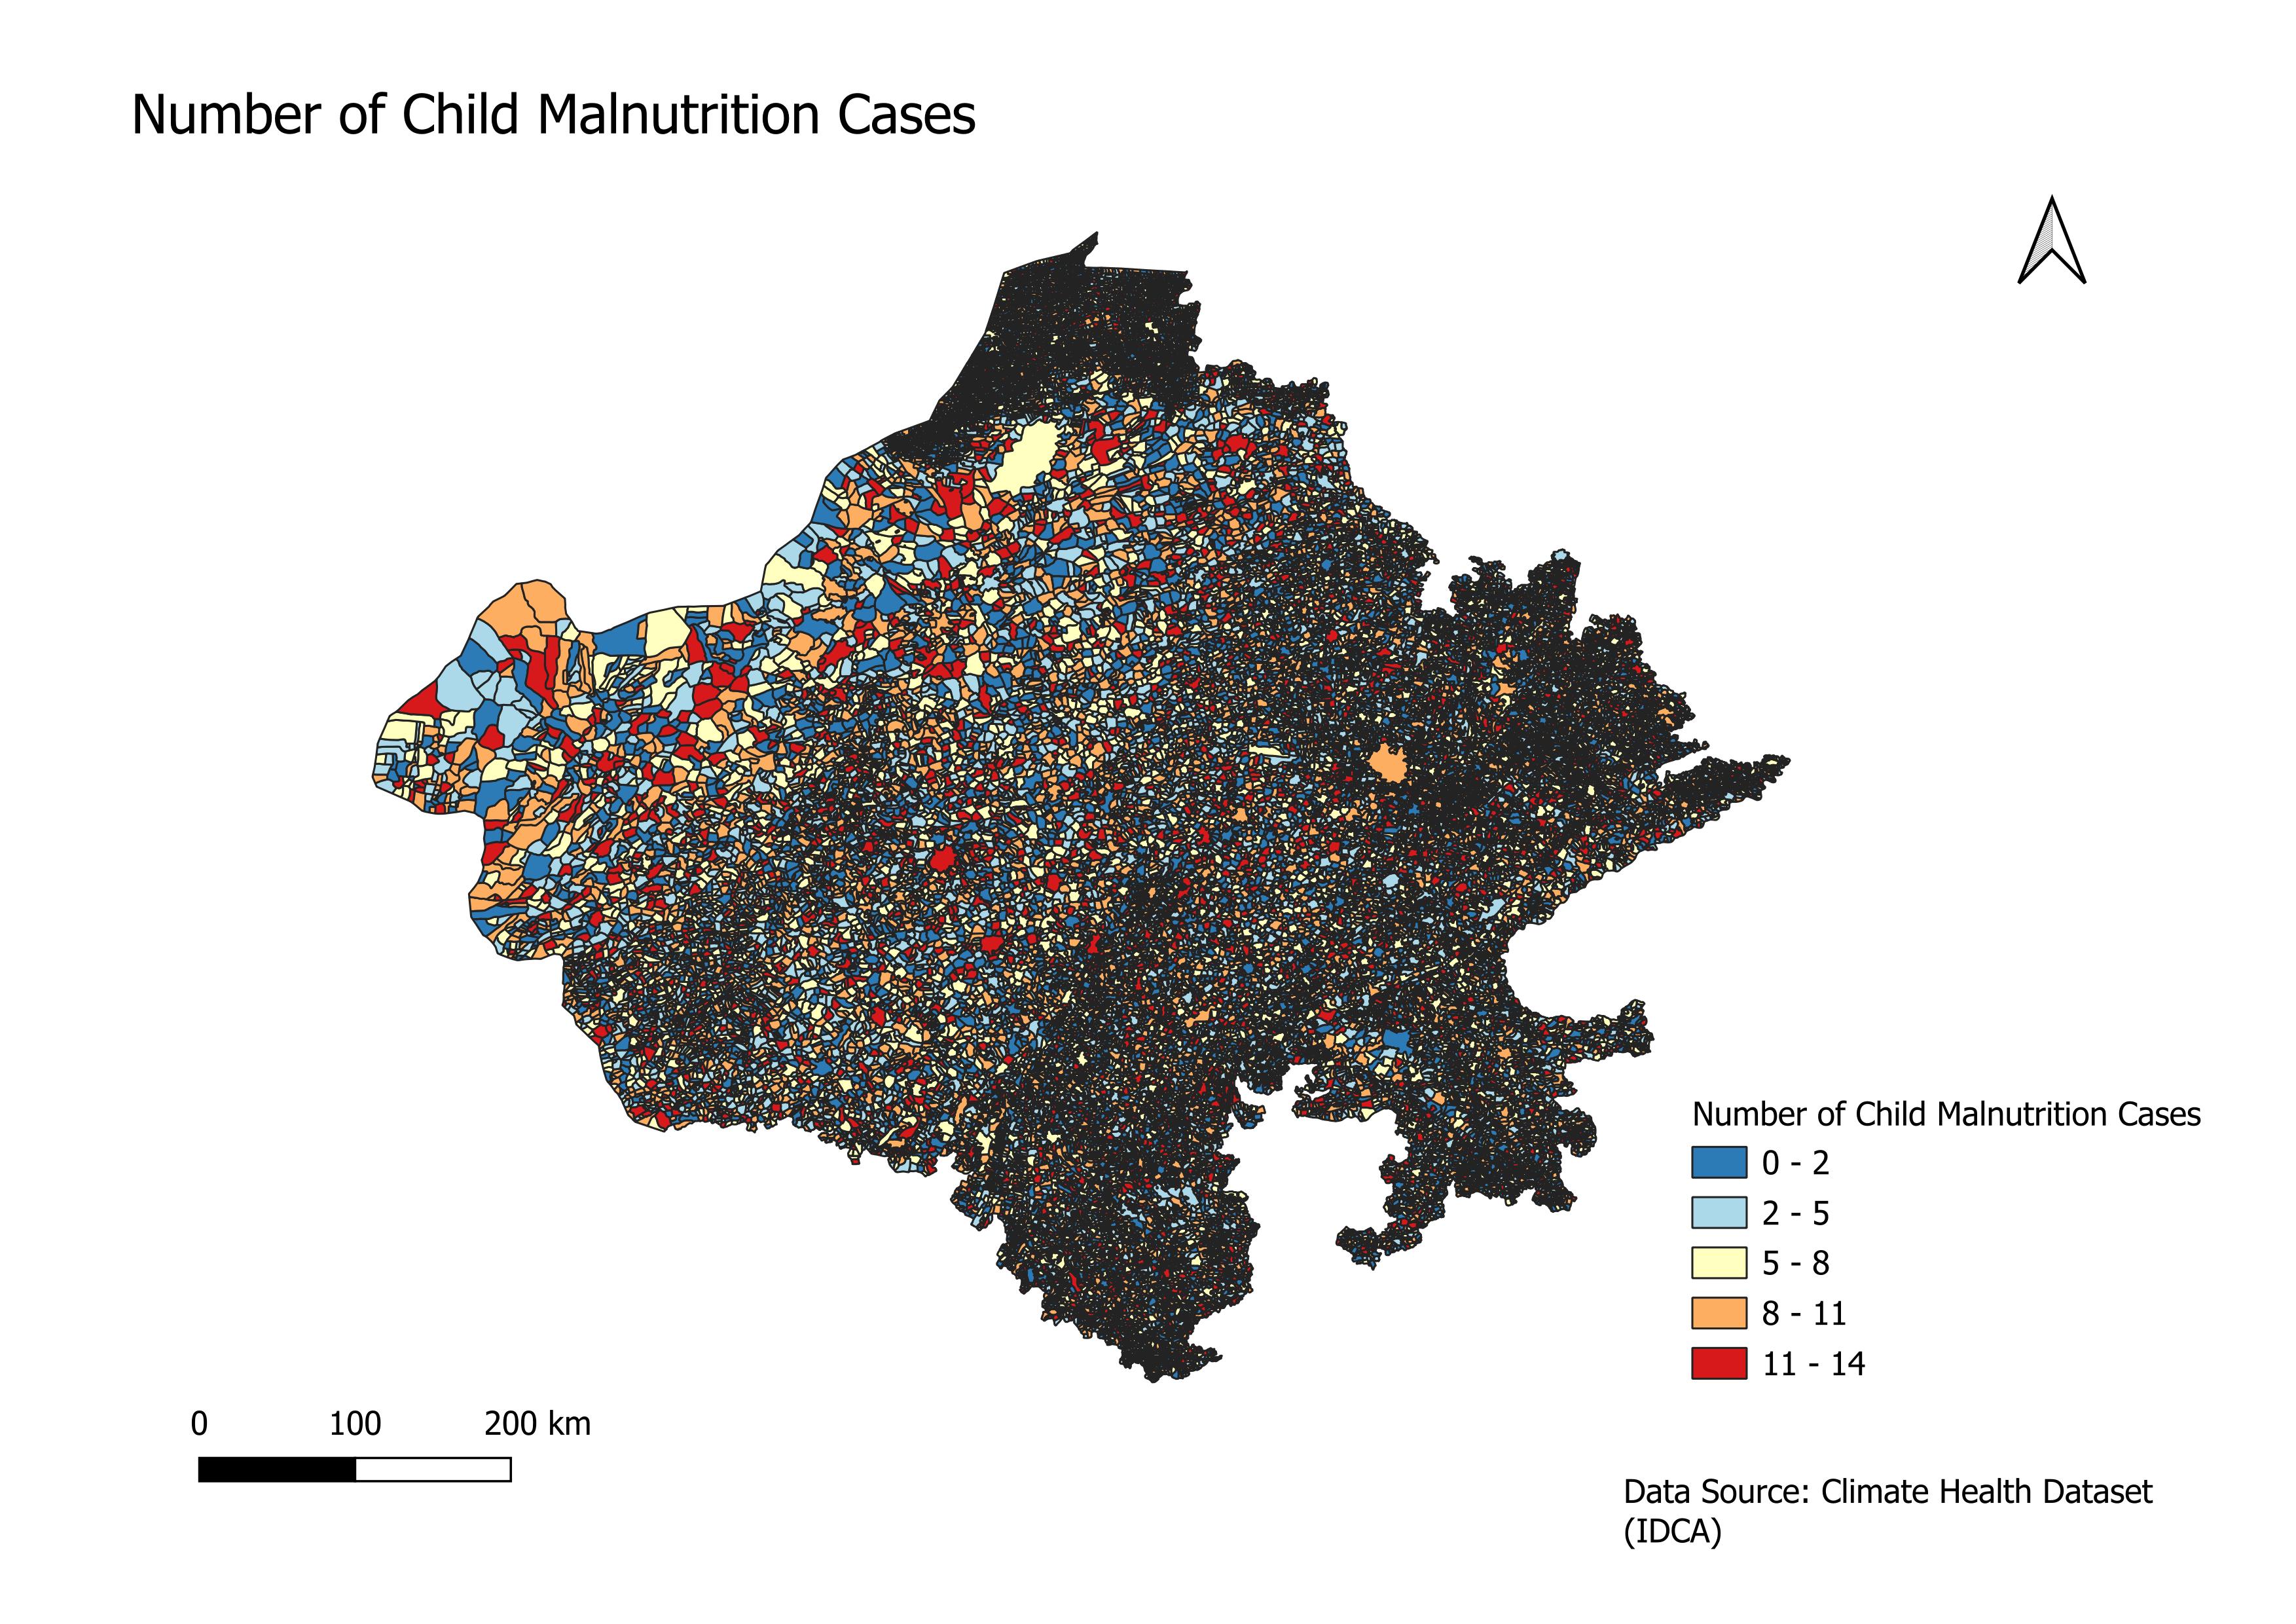 Number of Child Malnutrition Cases
Number of Child Malnutrition Cases
0 - 2
2 - 5
5 - 8
8 - 11
11 - 14
0 100 200 km
Data Source: Climate Health Dataset
(IDCA)